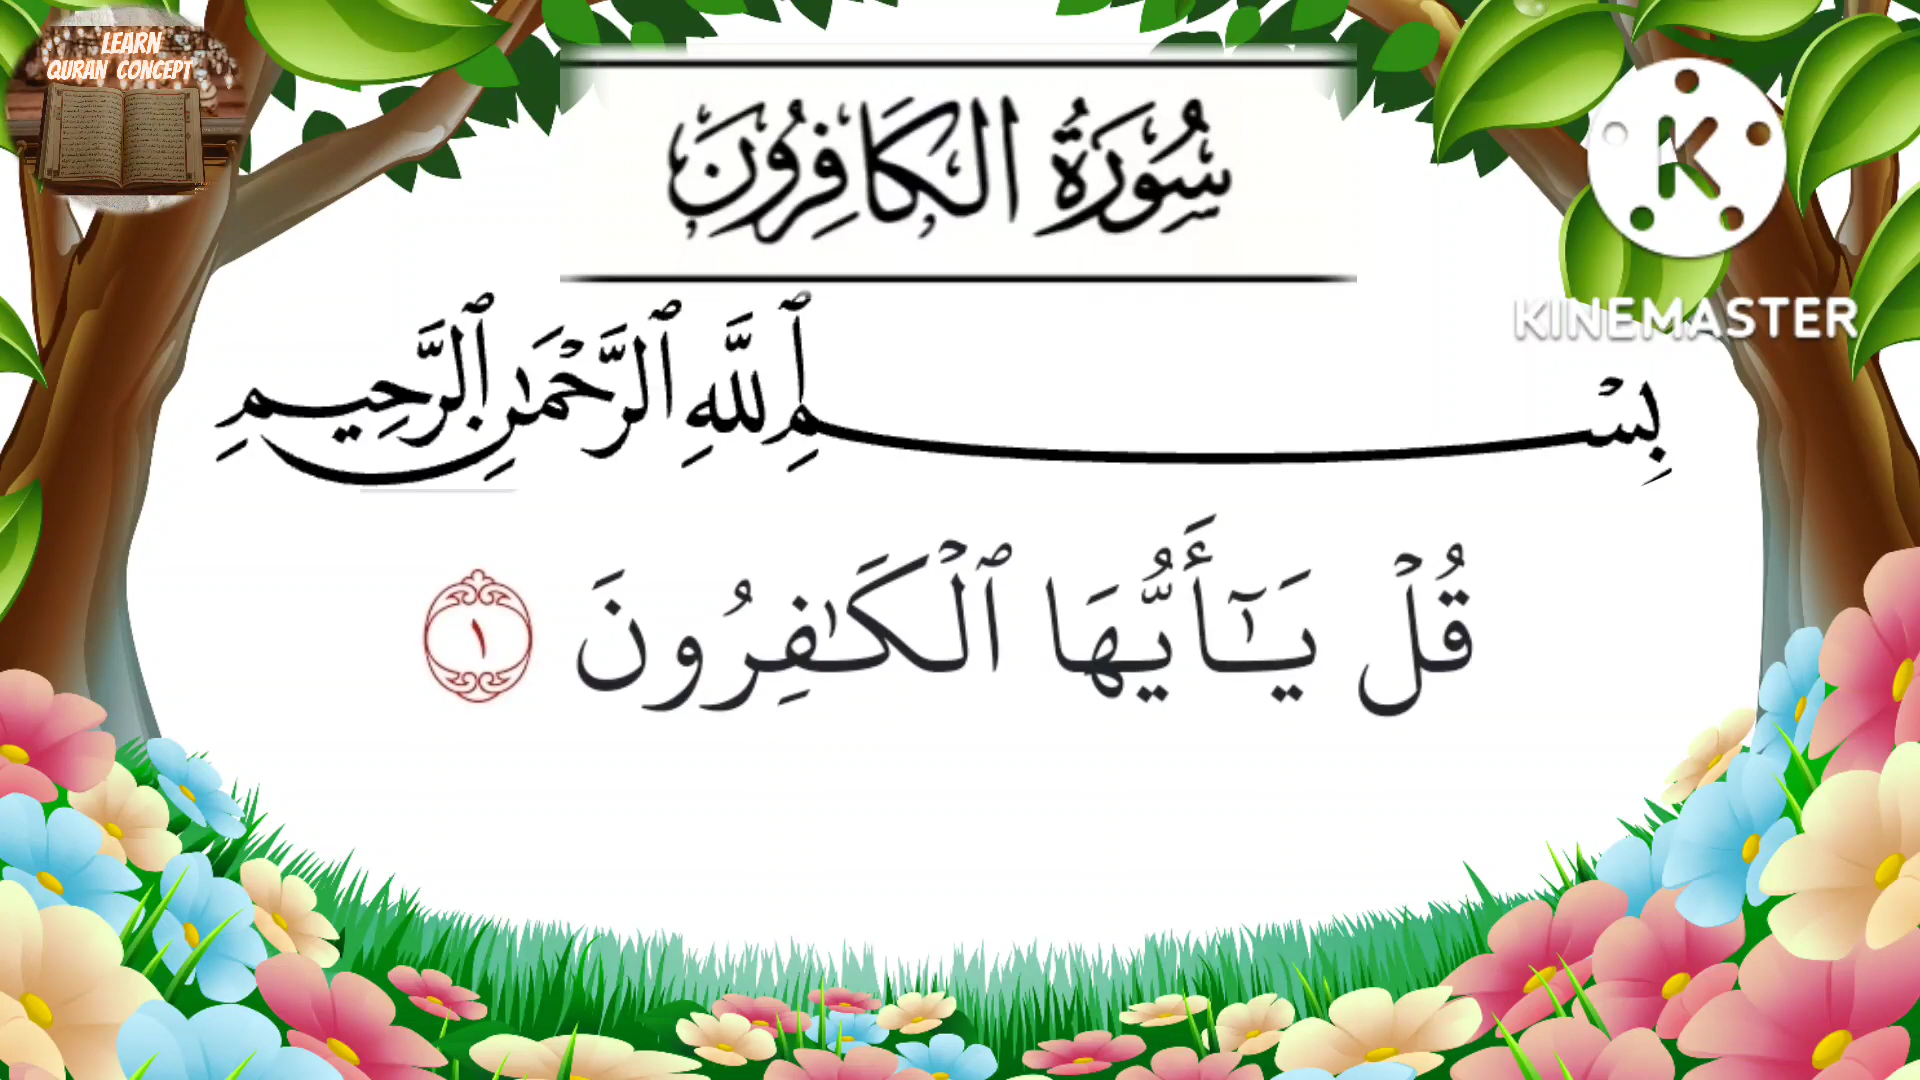 LEARN
QURAN CONCEPT
سُورَةُ الكَافِرُونَ
KINEMASTER
بِسْمِ ٱللَّهِ ٱلرَّحْمَٰنِ ٱلرَّحِيمِ
قُلْ يَـٰٓأَيُّهَا ٱلْكَـٰفِرُونَ ١